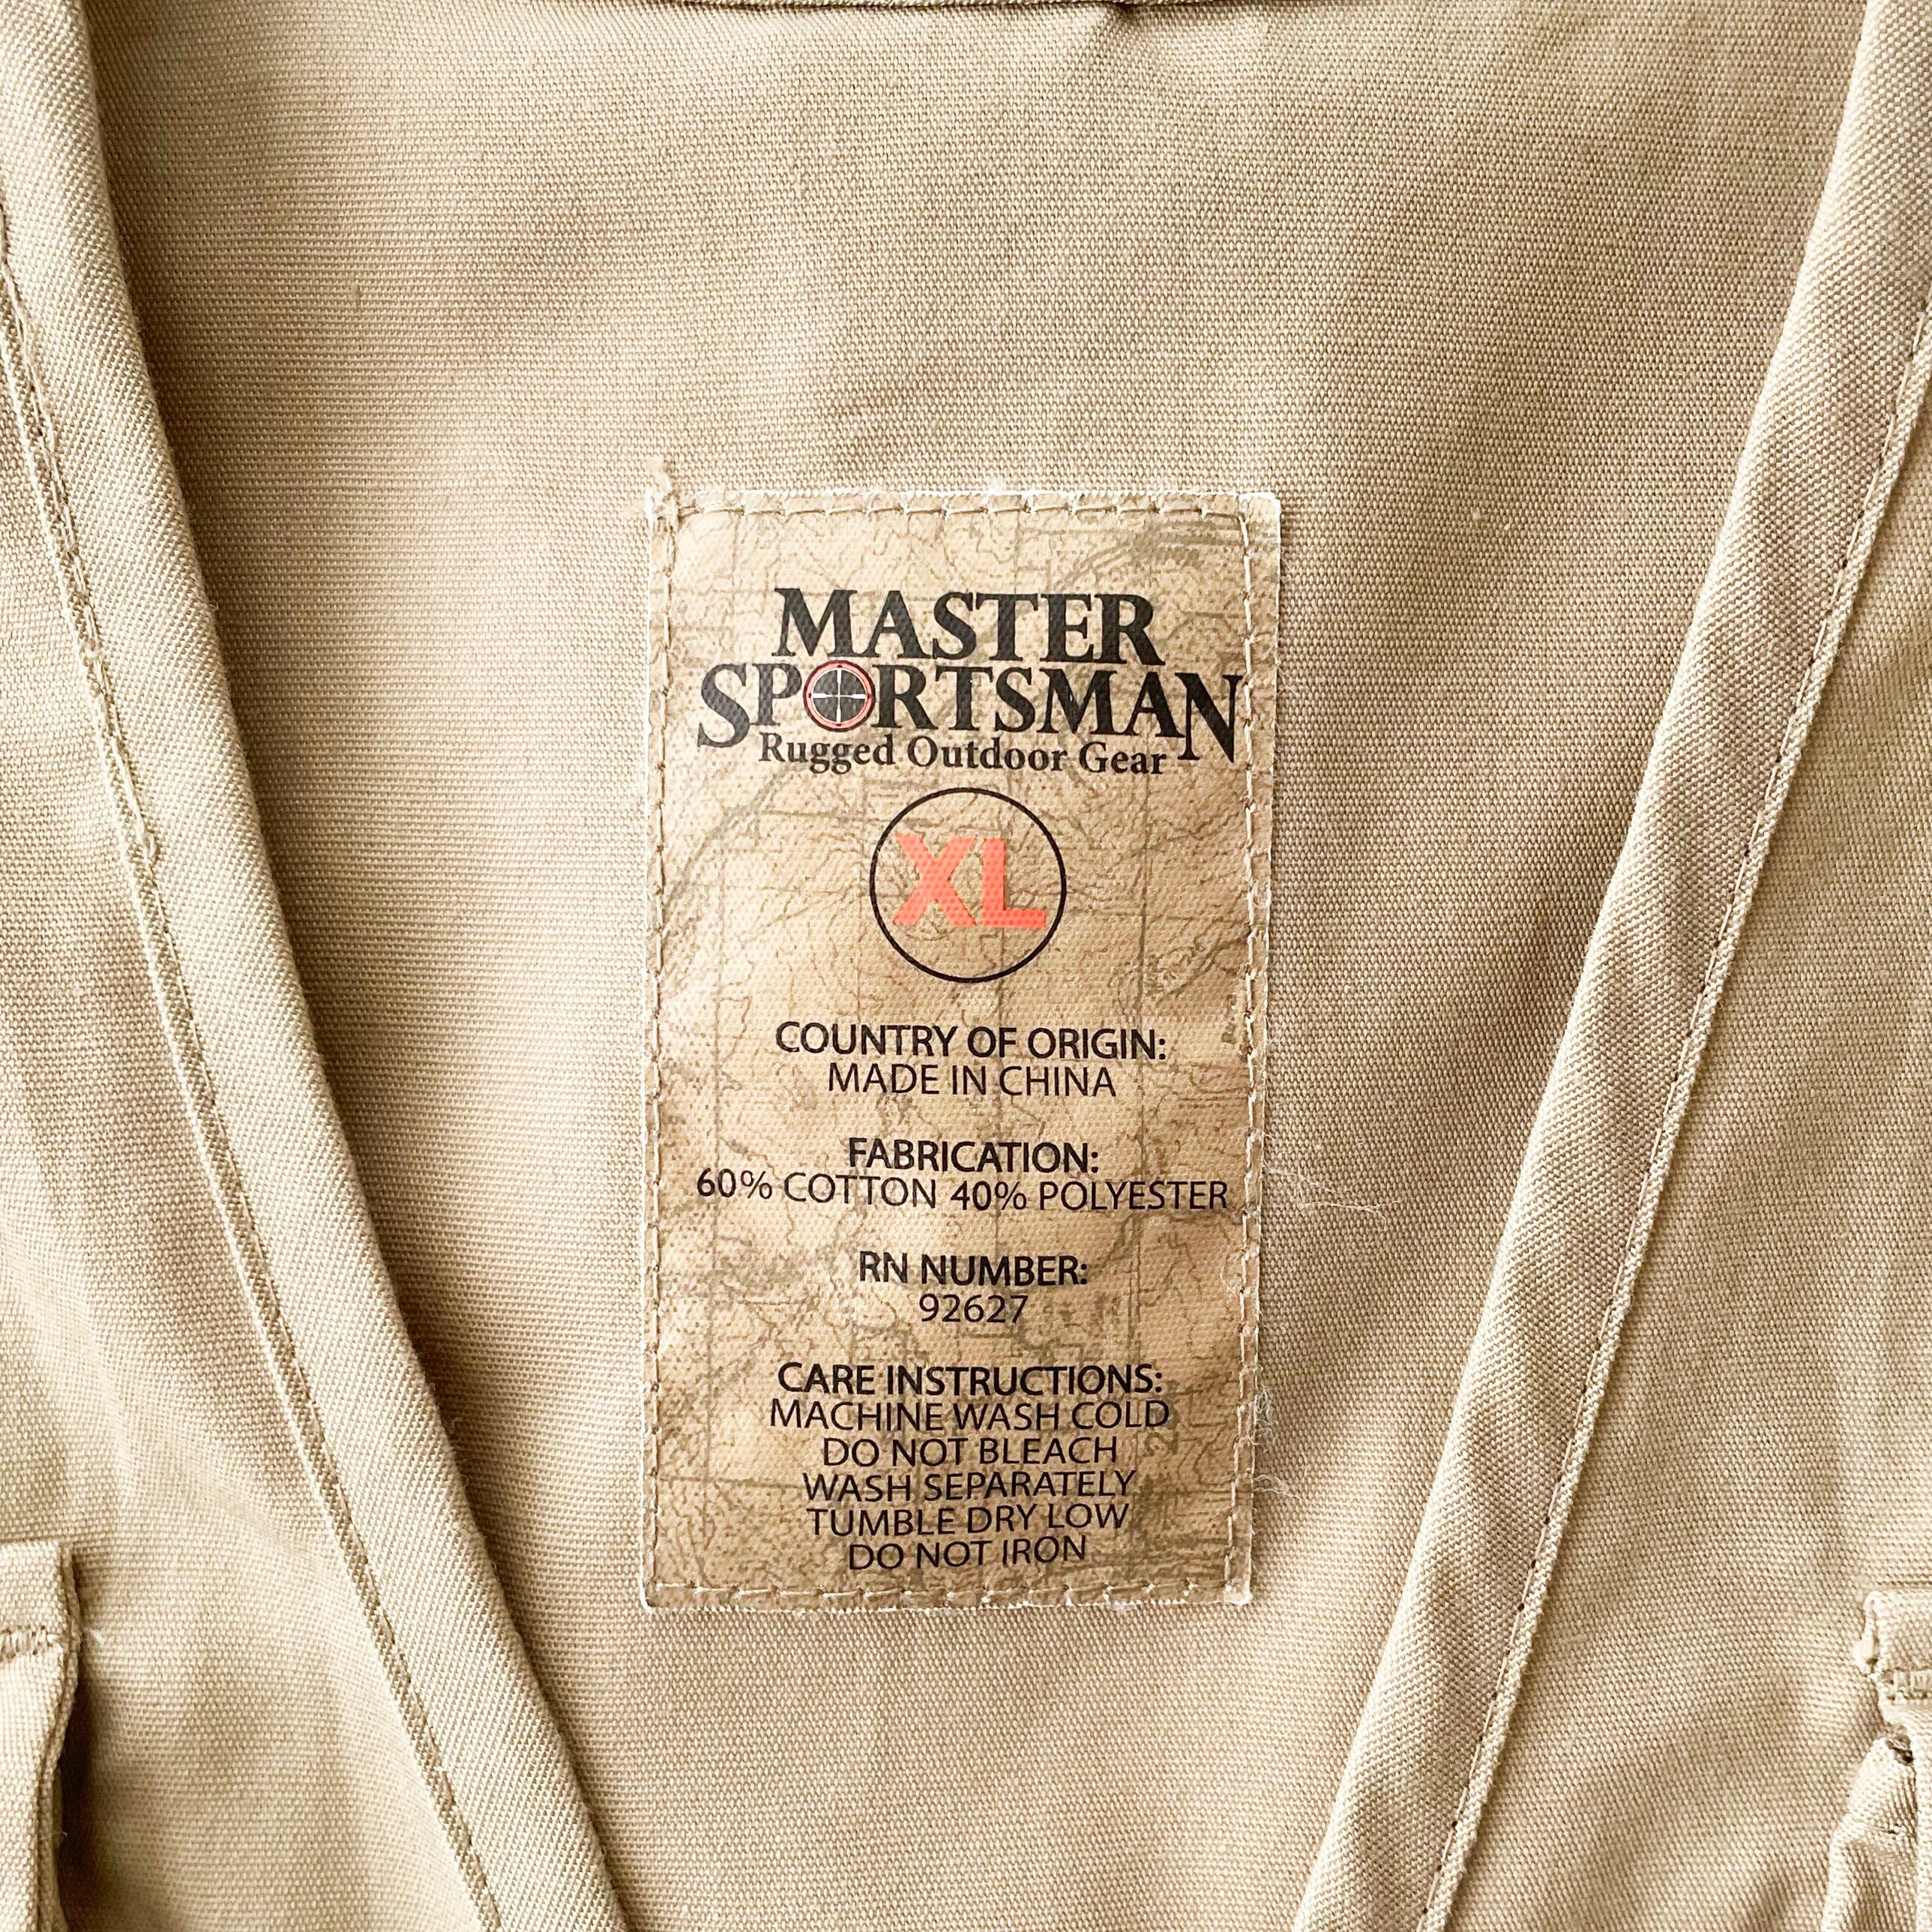 MASTER
SPORTSMAN
Rugged Outdoor Gear
XL
COUNTRY OF ORIGIN:
MADE IN CHINA
FABRICATION:
60% COTTON 40% POLYESTER
RN NUMBER:
92627
CARE INSTRUCTIONS:
MACHINE WASH COLD
DO NOT BLEACH
WASH SEPARATELY
TUMBLE DRY LOW
DO NOT IRON